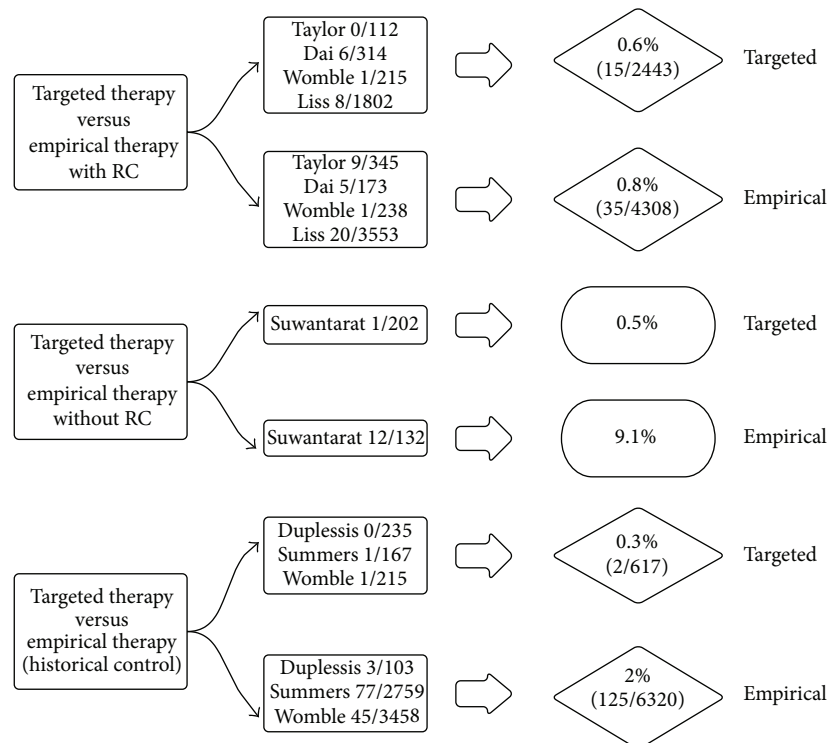 Targeted therapy
versus
empirical therapy
with RC
Taylor 0/112
Dai 6/314
Womble 1/215
Liss 8/1802
0.6%
(15/2443)
Targeted
Taylor 9/345
Dai 5/173
Womble 1/238
Liss 20/3553
0.8%
(35/4308)
Empirical
Targeted therapy
versus
empirical therapy
without RC
Suwantarat 1/202
0.5%
Targeted
Suwantarat 12/132
9.1%
Empirical
Targeted therapy
versus
empirical therapy
(historical control)
Duplessis 0/235
Summers 1/167
Womble 1/215
0.3%
(2/617)
Targeted
Duplessis 3/103
Summers 77/2759
Womble 45/3458
2%
(125/6320)
Empirical